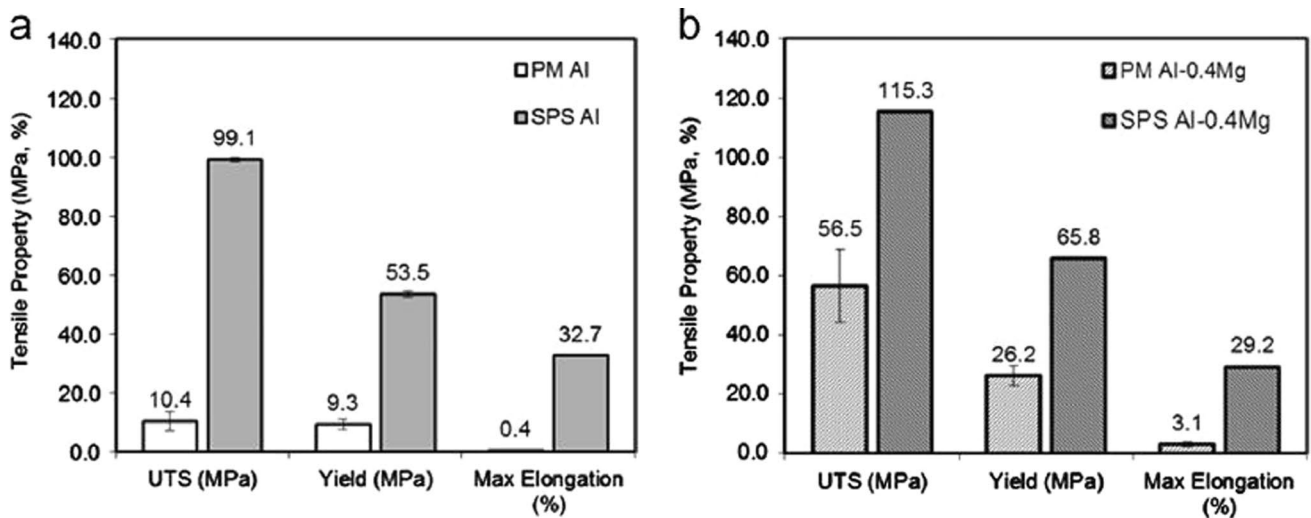 a
Tensile Property (MPa, %)
140.0
120.0
100.0
80.0
60.0
40.0
20.0
0.0
PM Al
SPS Al
10.4
99.1
9.3
53.5
0.4
32.7
UTS (MPa)
Yield (MPa)
Max Elongation
(%)
b
Tensile Property (MPa, %)
140.0
120.0
100.0
80.0
60.0
40.0
20.0
0.0
PM Al-0.4Mg
SPS Al-0.4Mg
56.5
115.3
26.2
65.8
3.1
29.2
UTS (MPa)
Yield (MPa)
Max Elongation
(%)